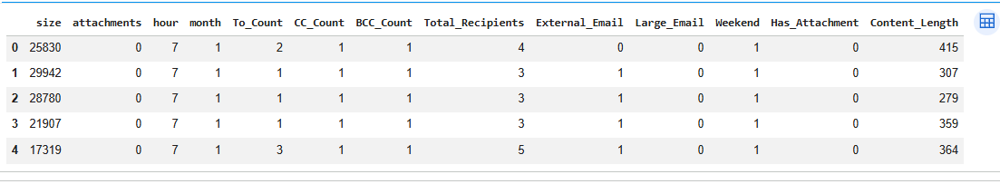 size attachments hour month To_Count CC_Count BCC_Count Total_Recipients External_Email Large_Email Weekend Has_Attachment Content_Length
0 25830 0 7 1 2 1 1 4 0 0 1 0 415
1 29942 0 7 1 1 1 1 3 1 0 1 0 307
2 28780 0 7 1 1 1 1 3 1 0 1 0 279
3 21907 0 7 1 1 1 1 3 1 0 1 0 359
4 17319 0 7 1 3 1 1 5 1 0 1 0 364